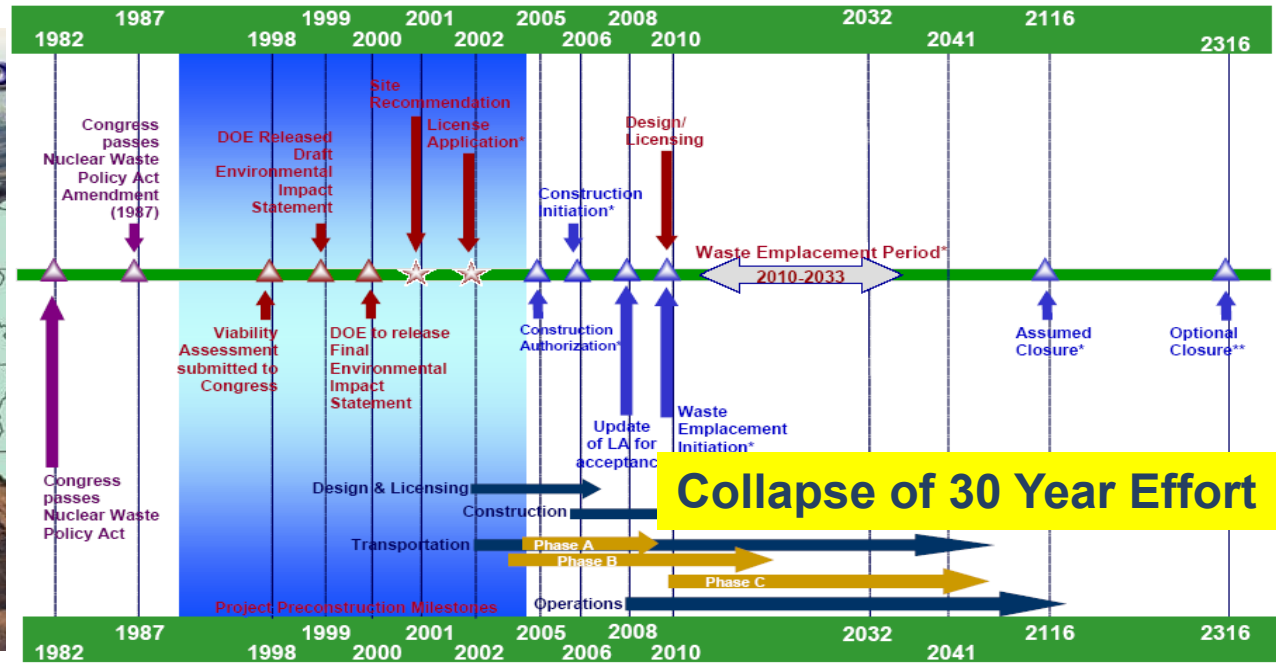 1987
1999
2001
2005
2008
2032
2116
1982
1998
2000
2002
2006
2010
2041
2316
Site
Recommendation
License
Application*
Congress
passes
Nuclear Waste
Policy Act
Amendment
(1987)
DOE Released
Draft
Environmental
Impact
Statement
Design/
Licensing
Construction
Initiation*
Waste Emplacement Period*
2010-2033
Viability
Assessment
submitted to
Congress
DOE to release
Final
Environmental
Impact
Statement
Construction
Authorization*
Assumed
Closure*
Optional
Closure**
Update
of LA for
acceptanc
Waste
Emplacement
Initiation*
Congress
passes
Nuclear Waste
Policy Act
Collapse of 30 Year Effort
Design & Licensing
Construction
Transportation
Phase A
Phase B
Phase C
Project Preconstruction Milestones
Operations
1987
1999
2001
2005
2008
2032
2116
2316
1982
1998
2000
2002
2006
2010
2041